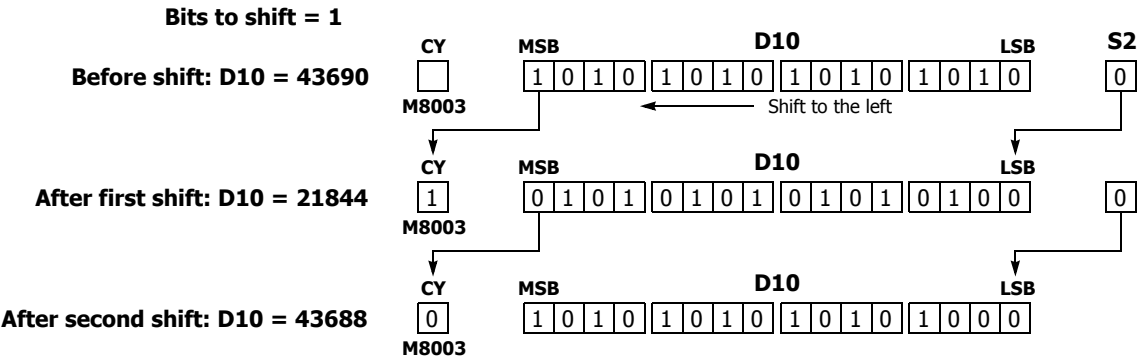 Bits to shift = 1
CY MSB D10 LSB S2
Before shift: D10 = 43690 1 0 1 0 1 0 1 0 1 0 1 0 1 0 1 0 0
M8003 Shift to the left
CY MSB D10 LSB
After first shift: D10 = 21844 1 0 1 0 1 0 1 0 1 0 1 0 1 0 1 0 0 0
M8003
CY MSB D10 LSB
After second shift: D10 = 43688 0 1 0 1 0 1 0 1 0 1 0 1 0 1 0 0 0
M8003